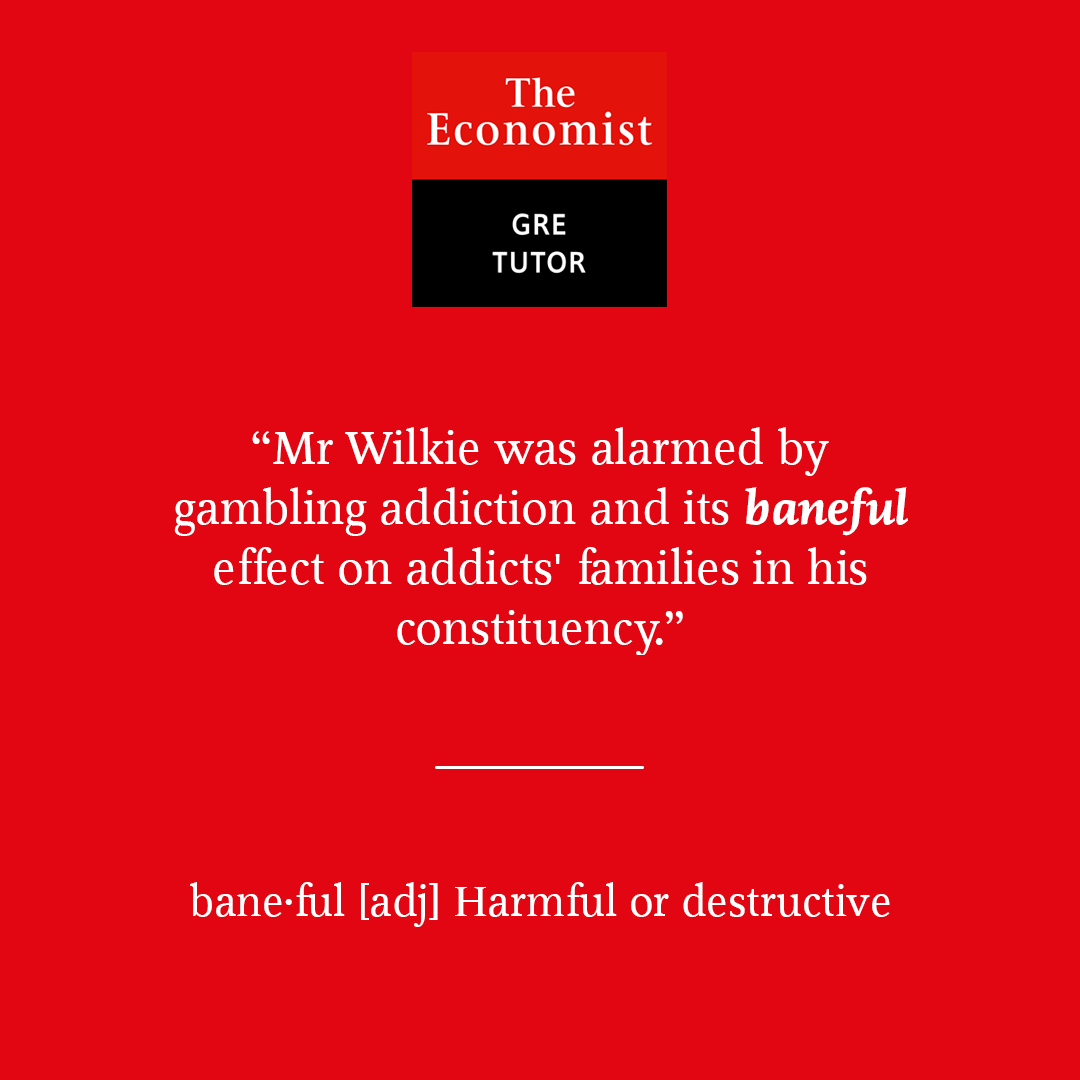 The
Economist
GRE
TUTOR
“Mr Wilkie was alarmed by
gambling addiction and its baneful
effect on addicts' families in his
constituency.”
bane·ful [adj] Harmful or destructive